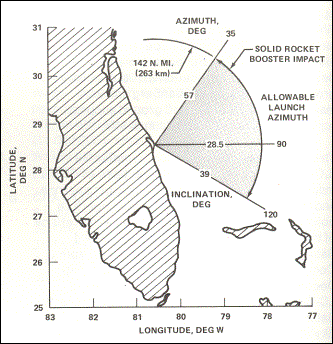 AZIMUTH,
DEG
35
SOLID ROCKET
BOOSTER IMPACT
142 N. MI.
(263 km)
ALLOWABLE
LAUNCH
AZIMUTH
57
28.5
90
39
INCLINATION,
DEG
120
LATITUDE,
DEG N
31
30
29
28
27
26
25
83
82
81
80
79
78
77
LONGITUDE, DEG W